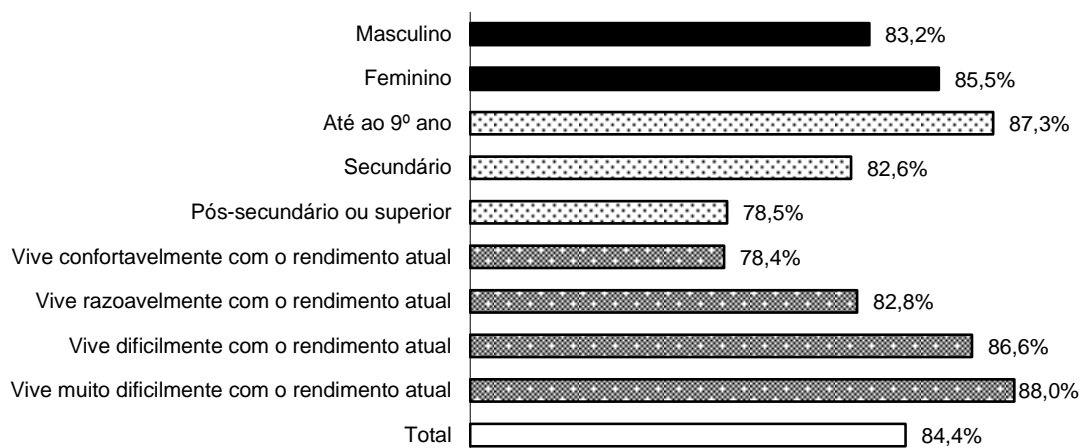 Masculino 83,2%
Feminino 85,5%
Até ao 9º ano 87,3%
Secundário 82,6%
Pós-secundário ou superior 78,5%
Vive confortavelmente com o rendimento atual 78,4%
Vive razoavelmente com o rendimento atual 82,8%
Vive dificilmente com o rendimento atual 86,6%
Vive muito dificilmente com o rendimento atual 88,0%
Total 84,4%